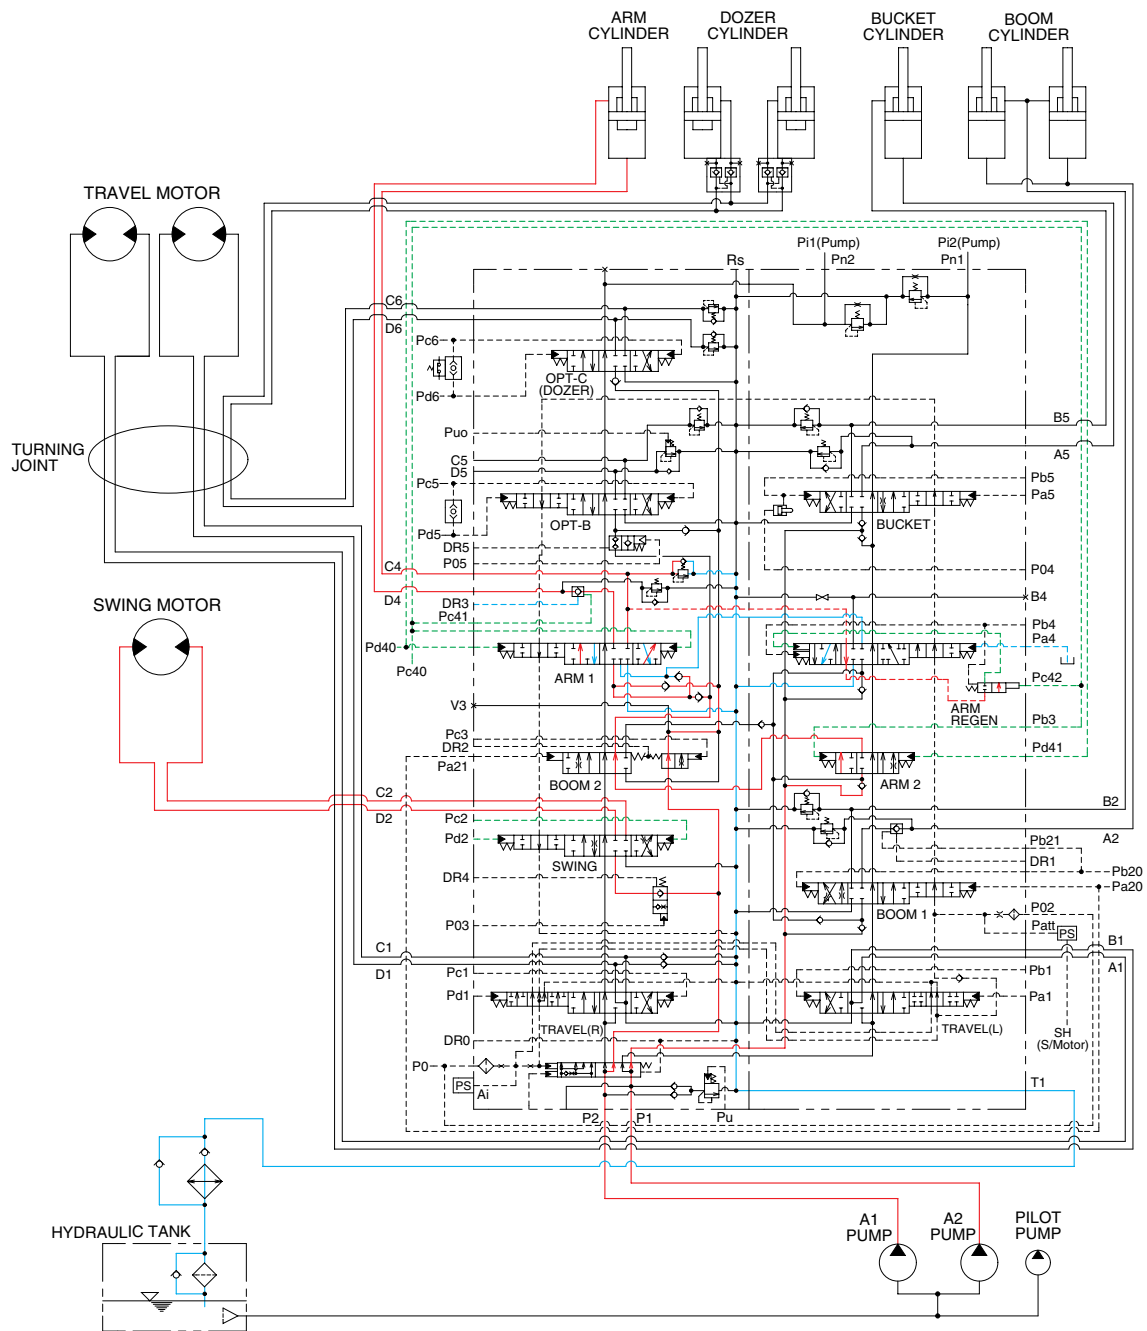 ARM
CYLINDER
DOZER
CYLINDER
BUCKET
CYLINDER
BOOM
CYLINDER
TRAVEL MOTOR
Pi1(Pump)
Pi2(Pump)
Rs
Pn2
Pn1
C6
D6
Pc6
OPT-C
(DOZER)
Pd6
B5
Puo
TURNING
JOINT
A5
C5
D5
Pc5
Pb5
Pa5
OPT-B
BUCKET
Pd5
DR5
P05
C4
P04
D4
B4
SWING MOTOR
DR3
Pc41
Pb4
Pa4
Pd40
Pc40
ARM 1
Pc42
ARM
REGEN
V3
Pb3
Pc3
DR2
Pd41
Pa21
BOOM 2
ARM 2
C2
B2
D2
Pc2
Pd2
Pb21
A2
SWING
DR1
Pb20
DR4
Pa20
BOOM 1
P02
P03
Patt
PS
C1
B1
D1
A1
Pc1
Pb1
Pd1
Pa1
TRAVEL(R)
TRAVEL(L)
SH
(S/Motor)
DR0
P0
PS
Ai
T1
P2
P1
Pu
HYDRAULIC TANK
A1
PUMP
A2
PUMP
PILOT
PUMP